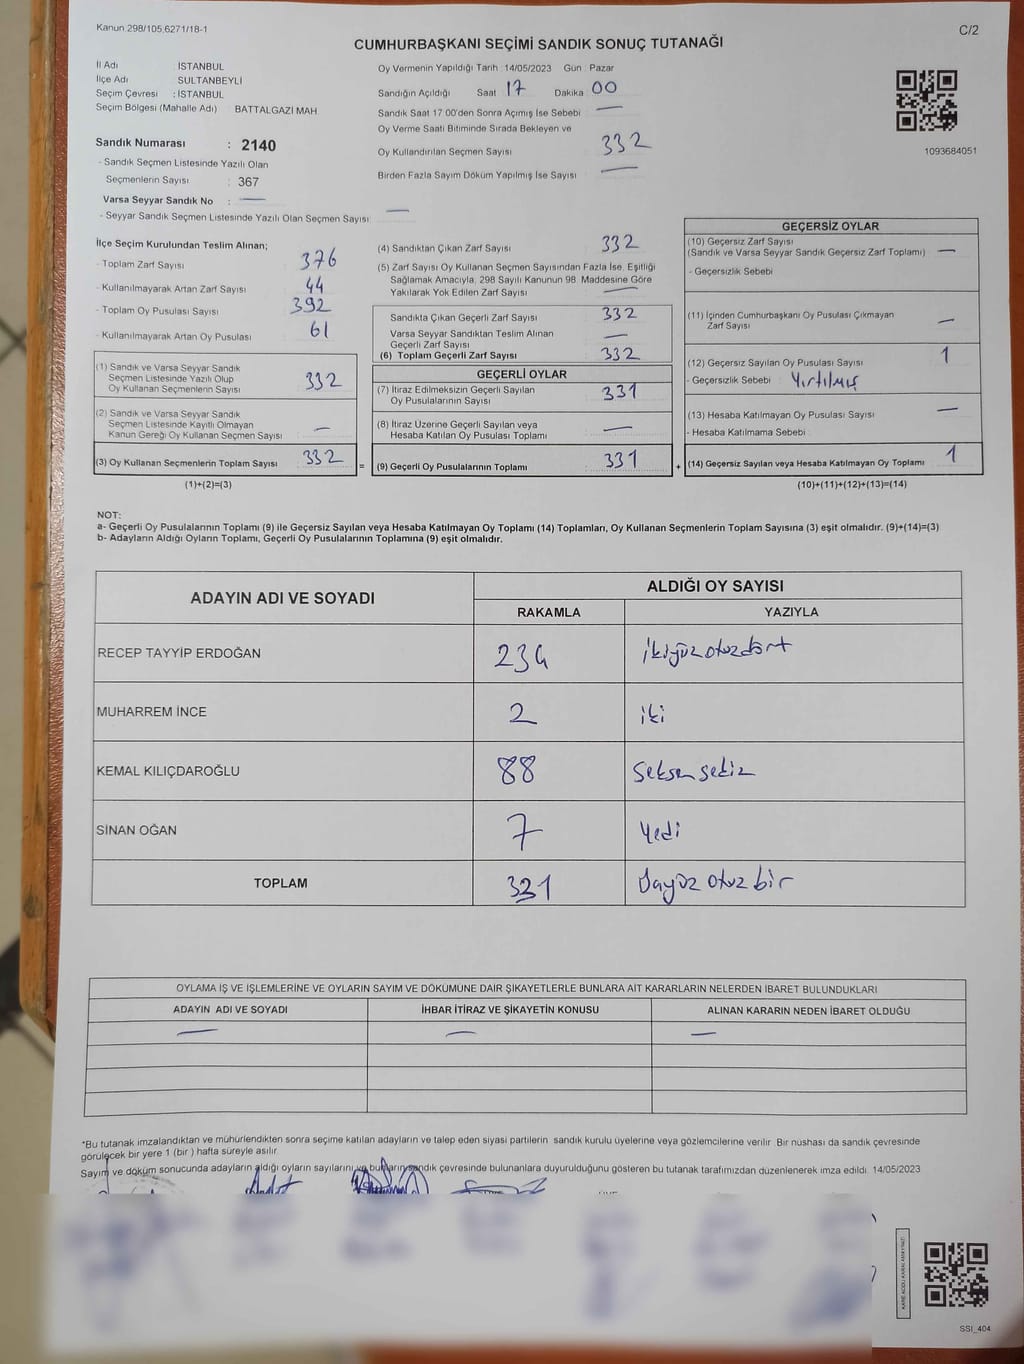 Kanun 298/105,6271/18-1
C/2
CUMHURBAŞKANI SEÇİMİ SANDIK SONUÇ TUTANAĞI
İl Adı İSTANBUL
İlçe Adı SULTANBEYLİ
Seçim Çevresi : İSTANBUL
Seçim Bölgesi (Mahalle Adı) BATTALGAZİ MAH
Sandık Numarası : 2140
- Sandık Seçmen Listesinde Yazılı Olan
Seçmenlerin Sayısı : 367
Varsa Seyyar Sandık No : —
- Seyyar Sandık Seçmen Listesinde Yazılı Olan Seçmen Sayısı —
Oy Vermenin Yapıldığı Tarih 14/05/2023 Gün Pazar
Sandığın Açıldığı Saat 17 Dakika 00
Sandık Saat 17 00'den Sonra Açımış İse Sebebi —
Oy Verme Saati Bitiminde Sırada Bekleyen ve
Oy Kullandırılan Seçmen Sayısı 332
Birden Fazla Sayım Döküm Yapılmış İse Sayısı —
1093684051
İlçe Seçim Kurulundan Teslim Alınan;
- Toplam Zarf Sayısı 376
- Kullanılmayarak Artan Zarf Sayısı 44
- Toplam Oy Pusulası Sayısı 392
- Kullanılmayarak Artan Oy Pusulası 61
(1) Sandık ve Varsa Seyyar Sandık
Seçmen Listesinde Yazılı Olup
Oy Kullanan Seçmenlerin Sayısı 332
(2) Sandık ve Varsa Seyyar Sandık
Seçmen Listesinde Kayıtlı Olmayan
Kanun Gereği Oy Kullanan Seçmen Sayısı —
(3) Oy Kullanan Seçmenlerin Toplam Sayısı 332
(1)+(2)=(3)
=
(4) Sandıktan Çıkan Zarf Sayısı 332
(5) Zarf Sayısı Oy Kullanan Seçmen Sayısından Fazla İse, Eşitliği
Sağlamak Amacıyla, 298 Sayılı Kanunun 98. Maddesine Göre
Yakılarak Yok Edilen Zarf Sayısı —
Sandıkta Çıkan Geçerli Zarf Sayısı 332
Varsa Seyyar Sandıktan Teslim Alınan
Geçerli Zarf Sayısı —
(6) Toplam Geçerli Zarf Sayısı 332
GEÇERLİ OYLAR
(7) İtiraz Edilmeksizin Geçerli Sayılan
Oy Pusulalarının Sayısı 331
(8) İtiraz Üzerine Geçerli Sayılan veya
Hesaba Katılan Oy Pusulası Toplamı —
(9) Geçerli Oy Pusulalarının Toplamı 331
+
GEÇERSİZ OYLAR
(10) Geçersiz Zarf Sayısı
(Sandık ve Varsa Seyyar Sandık Geçersiz Zarf Toplamı) —
- Geçersizlik Sebebi
(11) İçinden Cumhurbaşkanı Oy Pusulası Çıkmayan
Zarf Sayısı —
(12) Geçersiz Sayılan Oy Pusulası Sayısı 1
- Geçersizlik Sebebi : Yırtılmış
(13) Hesaba Katılmayan Oy Pusulası Sayısı —
- Hesaba Katılmama Sebebi
(14) Geçersiz Sayılan veya Hesaba Katılmayan Oy Toplamı 1
(10)+(11)+(12)+(13)=(14)
NOT:
a- Geçerli Oy Pusulalarının Toplamı (9) ile Geçersiz Sayılan veya Hesaba Katılmayan Oy Toplamı (14) Toplamları, Oy Kullanan Seçmenlerin Toplam Sayısına (3) eşit olmalıdır. (9)+(14)=(3)
b- Adayların Aldığı Oyların Toplamı, Geçerli Oy Pusulalarının Toplamına (9) eşit olmalıdır.
ADAYIN ADI VE SOYADI ALDIĞI OY SAYISI
RAKAMLA YAZIYLA
RECEP TAYYİP ERDOĞAN 234 ikiyüzotuzdört
MUHARREM İNCE 2 iki
KEMAL KILIÇDAROĞLU 88 Seksen sekiz
SİNAN OĞAN 7 Yedi
TOPLAM 331 üçyüz otuz bir
OYLAMA İŞ VE İŞLEMLERİNE VE OYLARIN SAYIM VE DÖKÜMÜNE DAİR ŞİKAYETLERLE BUNLARA AİT KARARLARIN NELERDEN İBARET BULUNDUKLARI
ADAYIN ADI VE SOYADI İHBAR İTİRAZ VE ŞİKAYETİN KONUSU ALINAN KARARIN NEDEN İBARET OLDUĞU
— — —
*Bu tutanak imzalandıktan ve mühürlendikten sonra seçime katılan adayların ve talep eden siyasi partilerin sandık kurulu üyelerine veya gözlemcilerine verilir Bir nüshası da sandık çevresinde
görülecek bir yere 1 (bir) hafta süreyle asılır
Sayım ve döküm sonucunda adayların aldığı oyların sayılarını ve bunların sandık çevresinde bulunanlara duyurulduğunu gösteren bu tutanak tarafımızdan düzenlenerek imza edildi 14/05/2023
SSI_404